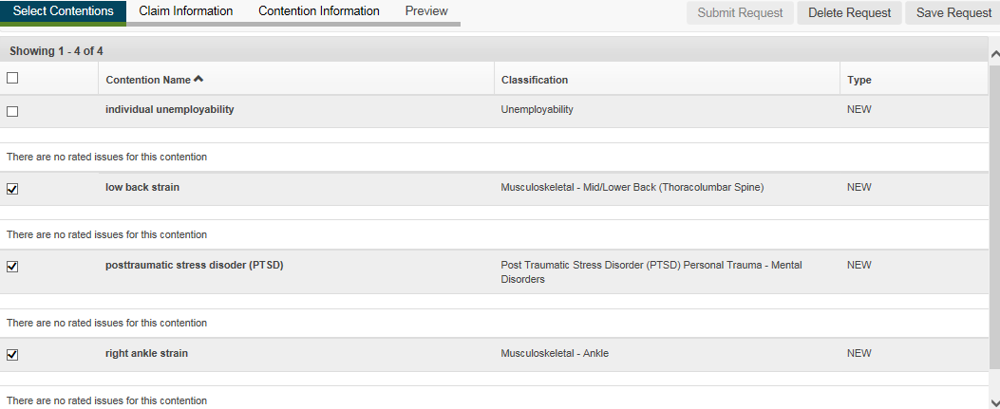 Select Contentions Claim Information Contention Information Preview Submit Request Delete Request Save Request
Showing 1 - 4 of 4
Contention Name Classification Type
individual unemployability Unemployability NEW
There are no rated issues for this contention
low back strain Musculoskeletal - Mid/Lower Back (Thoracolumbar Spine) NEW
There are no rated issues for this contention
posttraumatic stress disoder (PTSD) Post Traumatic Stress Disorder (PTSD) Personal Trauma - Mental NEW
Disorders
There are no rated issues for this contention
right ankle strain Musculoskeletal - Ankle NEW
There are no rated issues for this contention